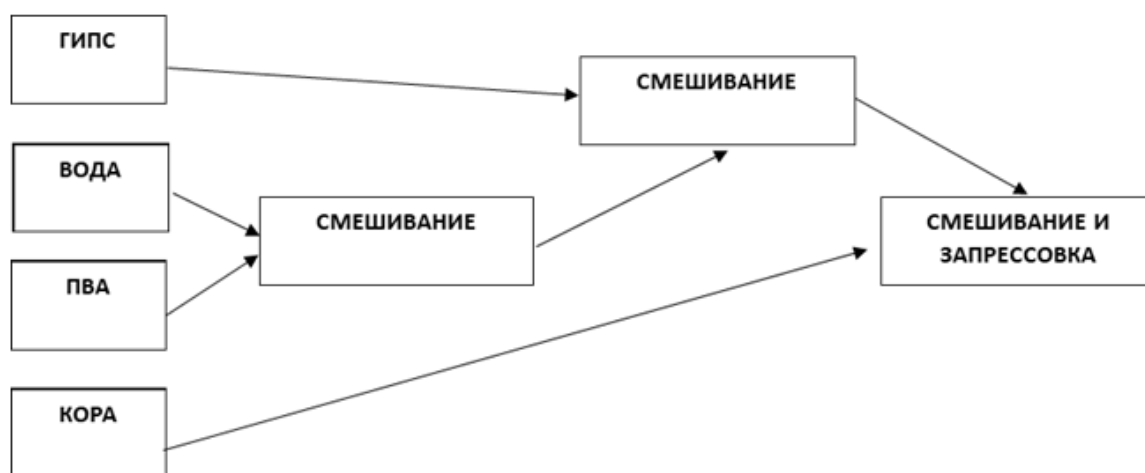 ГИПС
СМЕШИВАНИЕ
ВОДА
СМЕШИВАНИЕ
СМЕШИВАНИЕ И
ЗАПРЕССОВКА
ПВА
КОРА